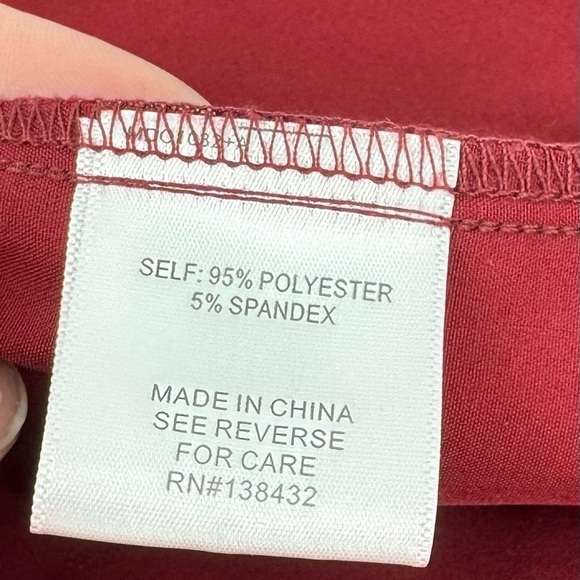 SELF: 95% POLYESTER
5% SPANDEX
MADE IN CHINA
SEE REVERSE
FOR CARE
RN#138432